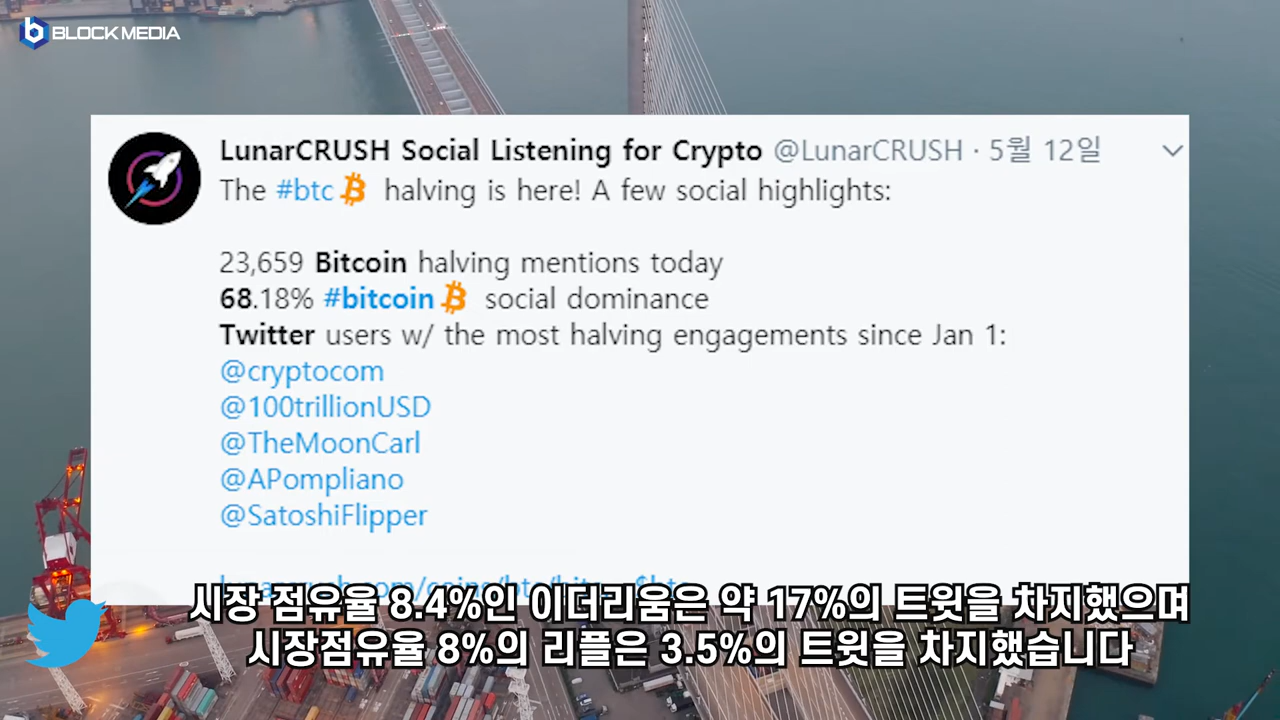 BLOCK MEDIA
LunarCRUSH Social Listening for Crypto @LunarCRUSH · 5월 12일
The #btc halving is here! A few social highlights:
23,659 Bitcoin halving mentions today
68.18% #bitcoin social dominance
Twitter users w/ the most halving engagements since Jan 1:
@cryptocom
@100trillionUSD
@TheMoonCarl
@APompliano
@SatoshiFlipper
시장 점유율 8.4%인 이더리움은 약 17%의 트윗을 차지했으며
시장점유율 8%의 리플은 3.5%의 트윗을 차지했습니다